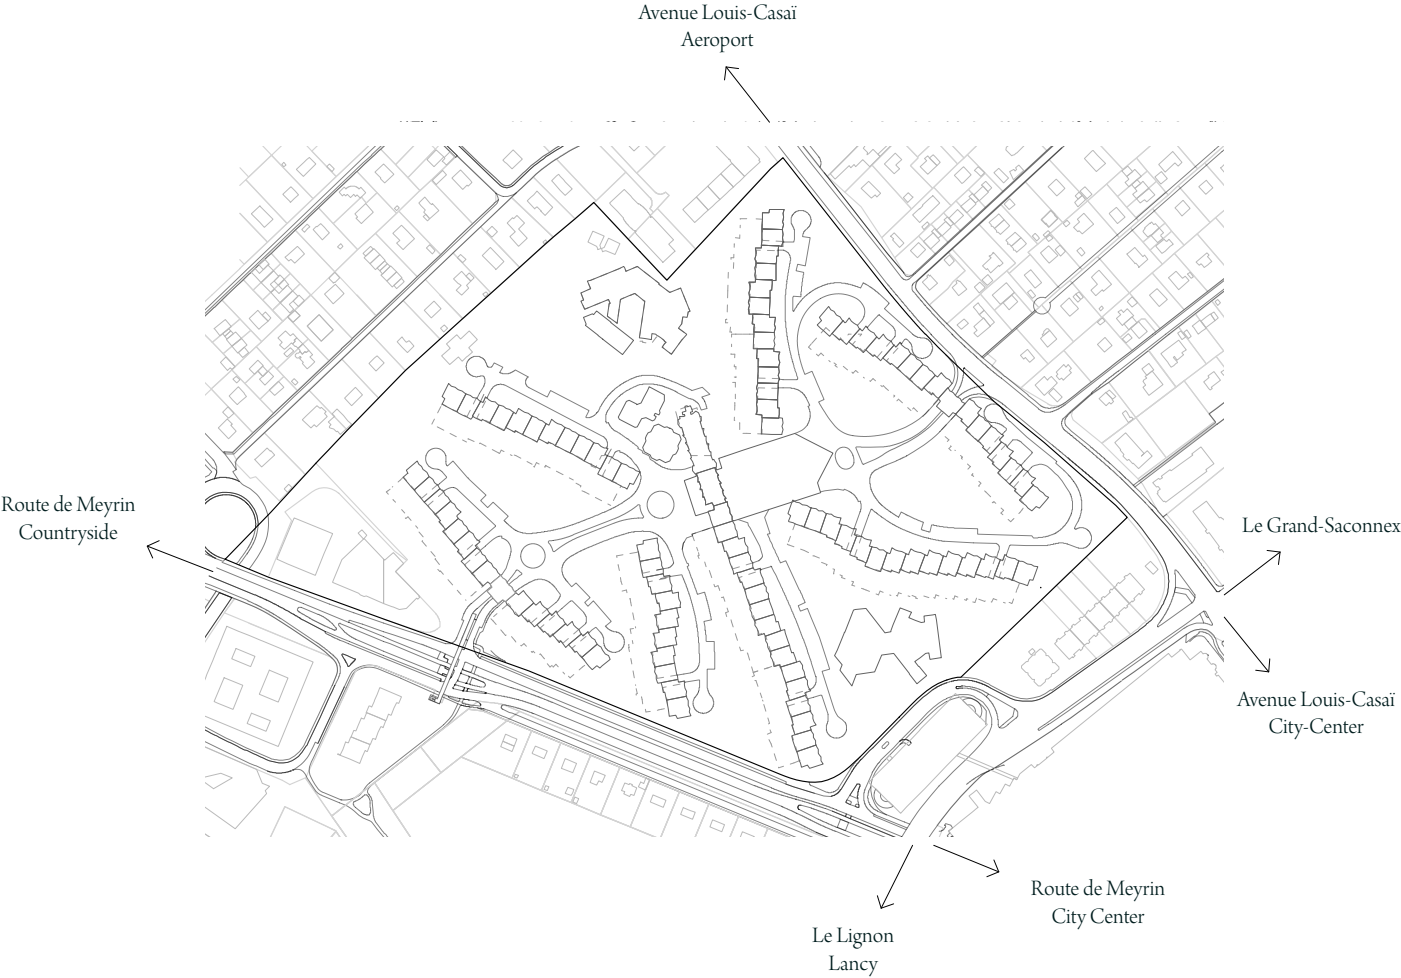 Avenue Louis-Casaï
Aeroport
Route de Meyrin
Countryside
Le Grand-Saconnex
Avenue Louis-Casaï
City-Center
Route de Meyrin
City Center
Le Lignon
Lancy